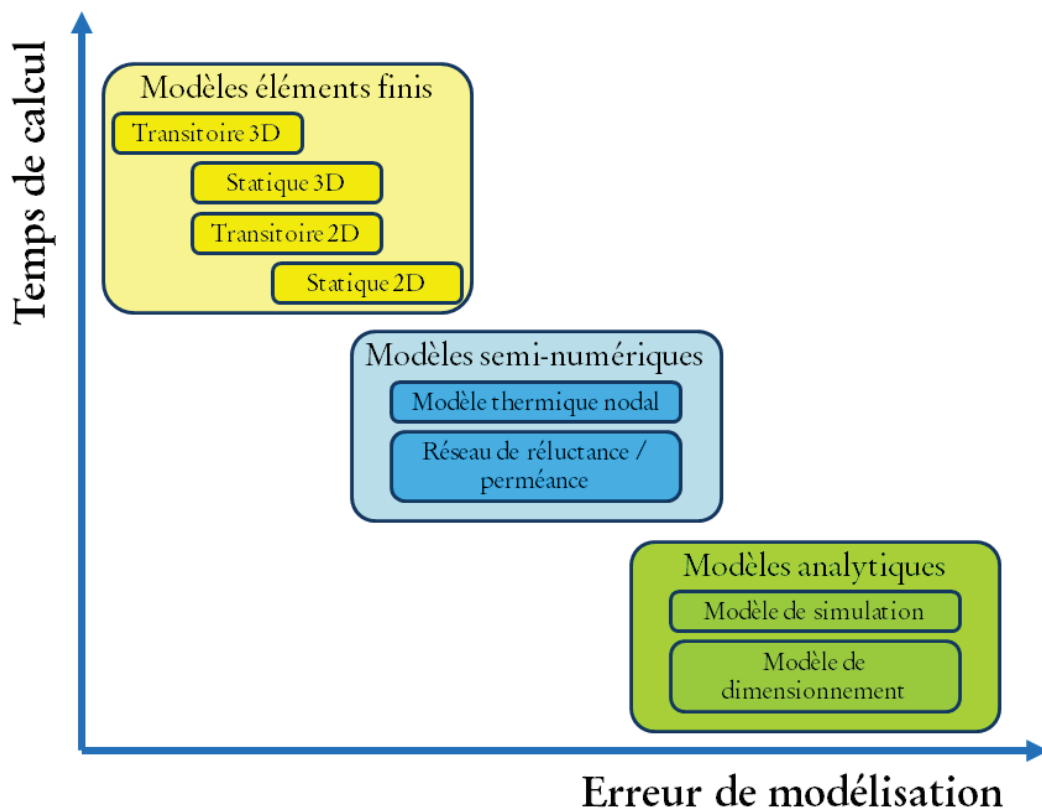 Temps de calcul
Modèles éléments finis
Transitoire 3D
Statique 3D
Transitoire 2D
Statique 2D
Modèles semi-numériques
Modèle thermique nodal
Réseau de réluctance /
perméance
Modèles analytiques
Modèle de simulation
Modèle de
dimensionnement
Erreur de modélisation